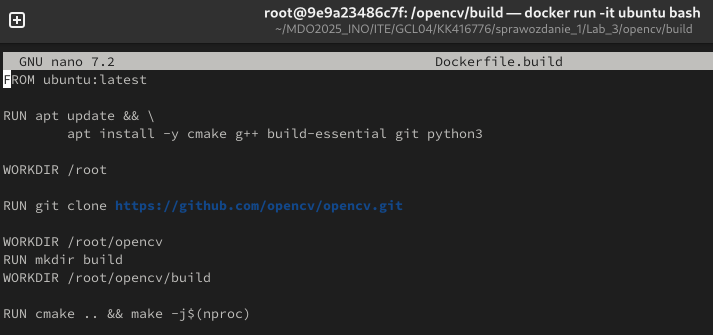 root@9e9a23486c7f: /opencv/build — docker run -it ubuntu bash
~/MDO2025_INO/ITE/GCL04/KK416776/sprawozdanie_1/Lab_3/opencv/build
GNU nano 7.2 Dockerfile.build
FROM ubuntu:latest
RUN apt update && \
apt install -y cmake g++ build-essential git python3
WORKDIR /root
RUN git clone https://github.com/opencv/opencv.git
WORKDIR /root/opencv
RUN mkdir build
WORKDIR /root/opencv/build
RUN cmake .. && make -j$(nproc)